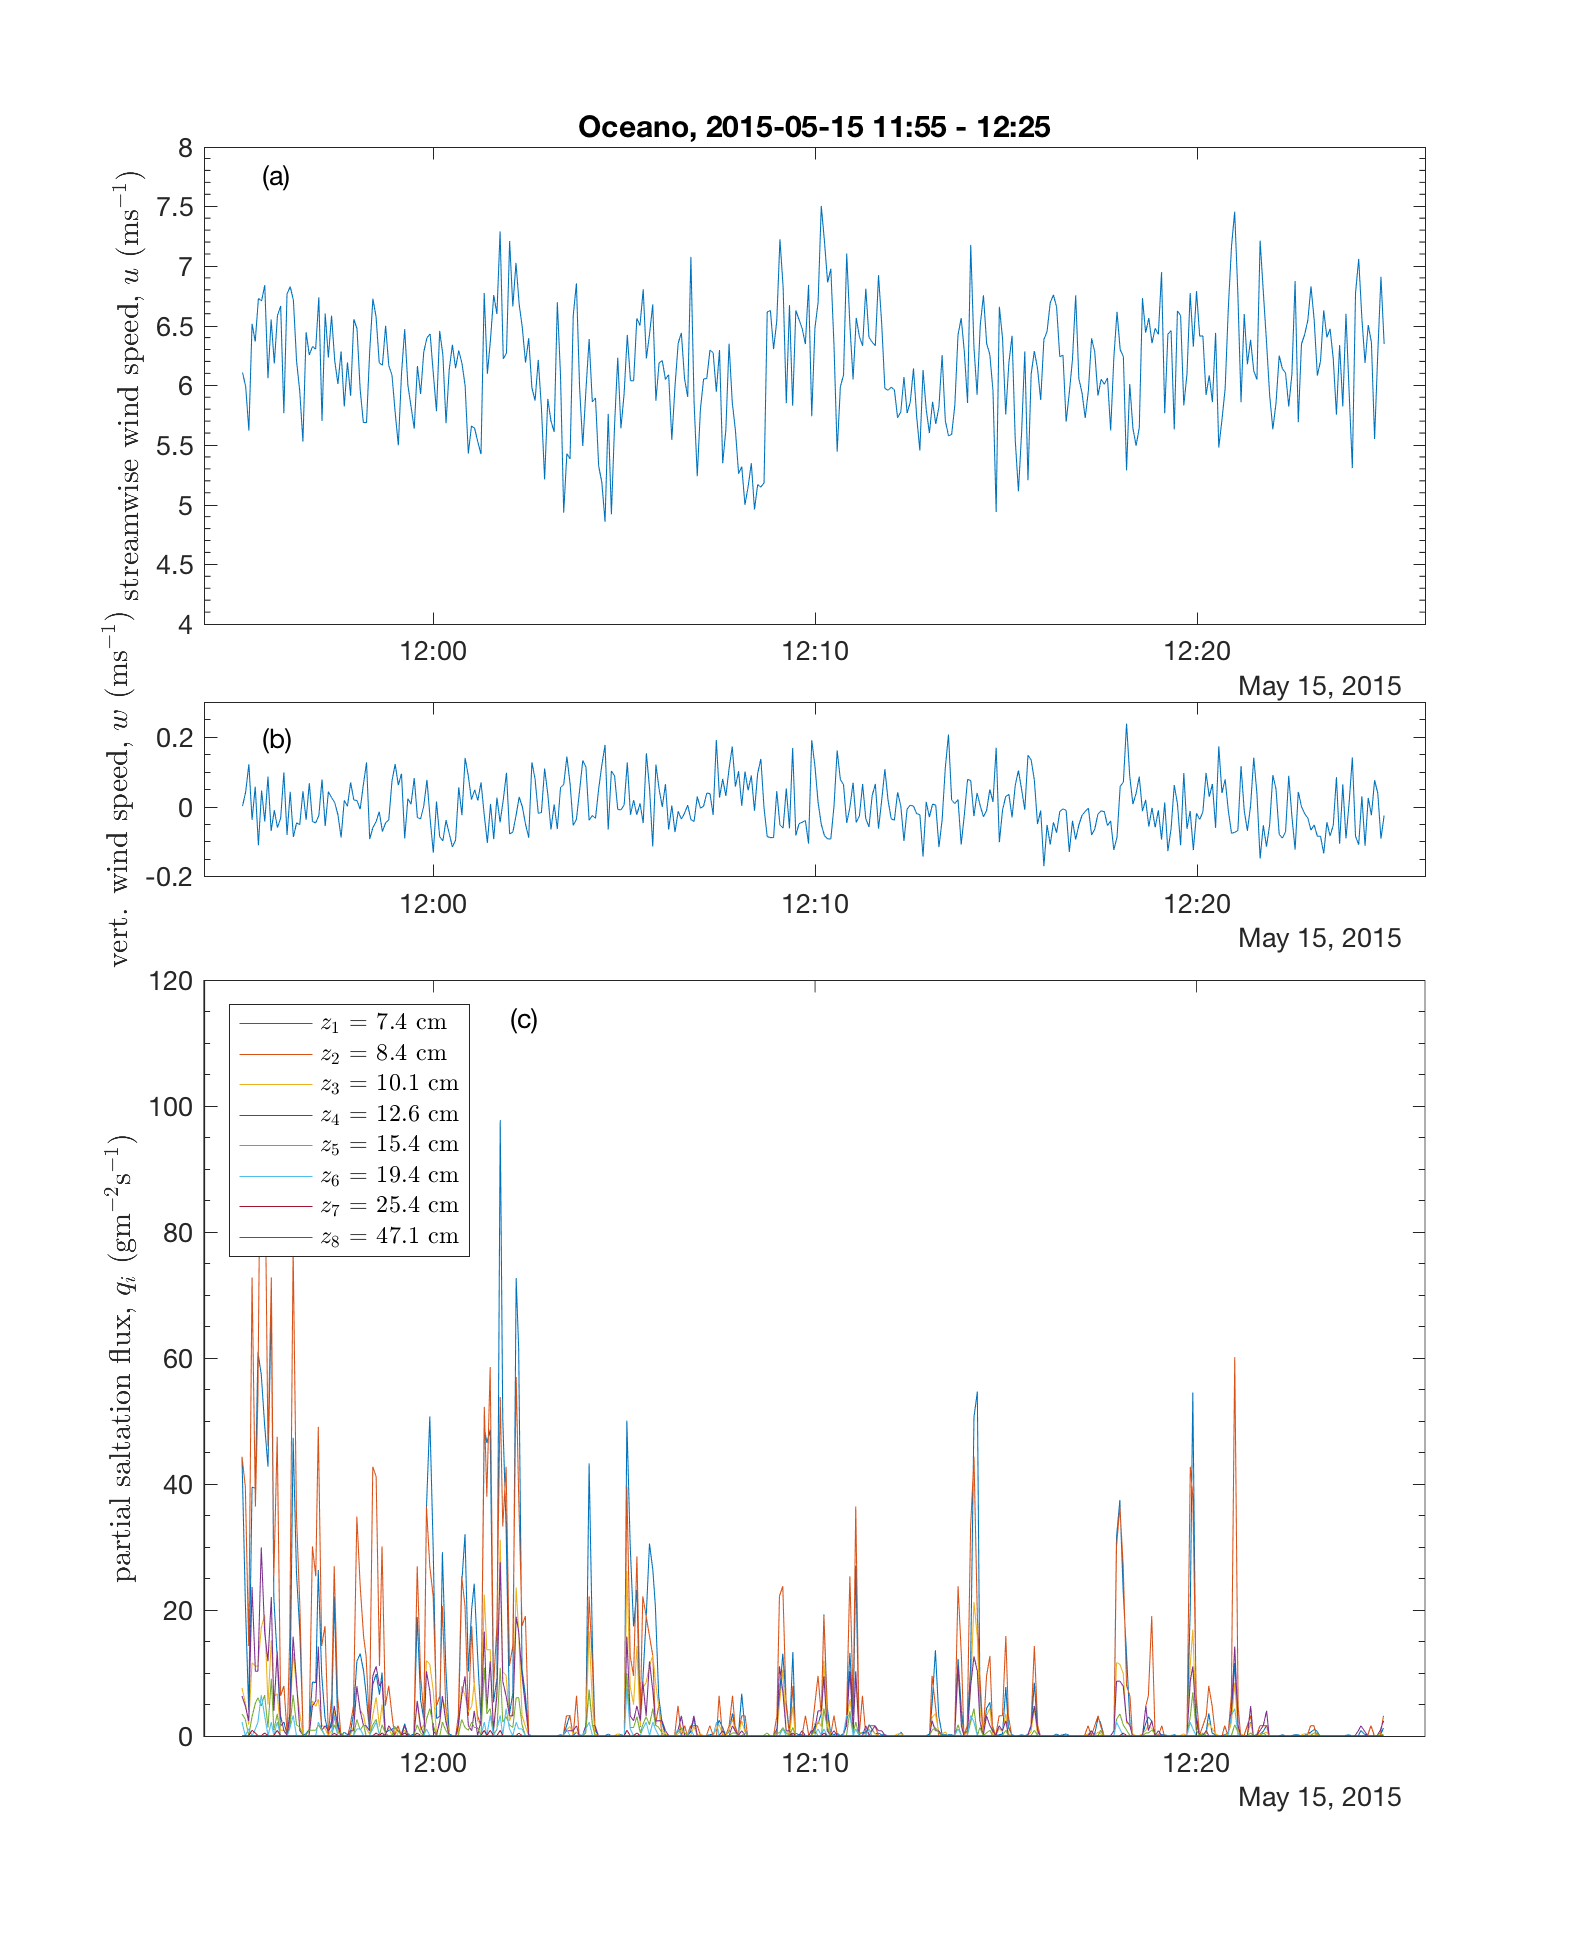 Oceano, 2015-05-15 11:55 - 12:25
(a)
streamwise wind speed, u (ms⁻¹)
8
7.5
7
6.5
6
5.5
5
4.5
4
12:00 12:10 12:20
May 15, 2015
(b)
vert. wind speed, w (ms⁻¹)
0.2
0
-0.2
12:00 12:10 12:20
May 15, 2015
(c)
partial saltation flux, qᵢ (gm⁻²s⁻¹)
120
100
80
60
40
20
0
z₁ = 7.4 cm
z₂ = 8.4 cm
z₃ = 10.1 cm
z₄ = 12.6 cm
z₅ = 15.4 cm
z₆ = 19.4 cm
z₇ = 25.4 cm
z₈ = 47.1 cm
12:00 12:10 12:20
May 15, 2015